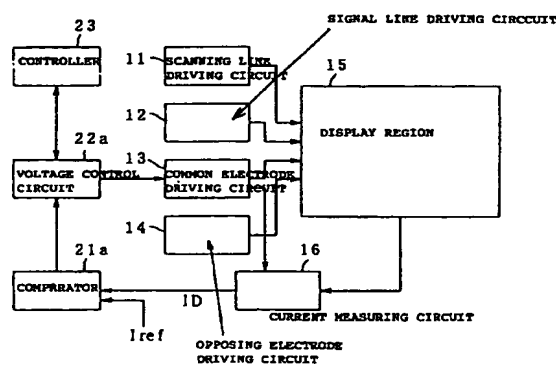 SIGNAL LINE DRIVING CIRCCUIT
23
11
15
CONTROLLER
SCANNING LINE
DRIVING CIRCUIT
12
DISPLAY REGION
22a
13
VOLTAGE CONTROL
CIRCUIT
COMMON ELECTRODE
DRIVING CIRCUIT
14
21a
16
COMPARATOR
ID
Iref
CURRENT MEASURING CIRCUIT
OPPOSING ELECTRODE
DRIVING CIRCUIT